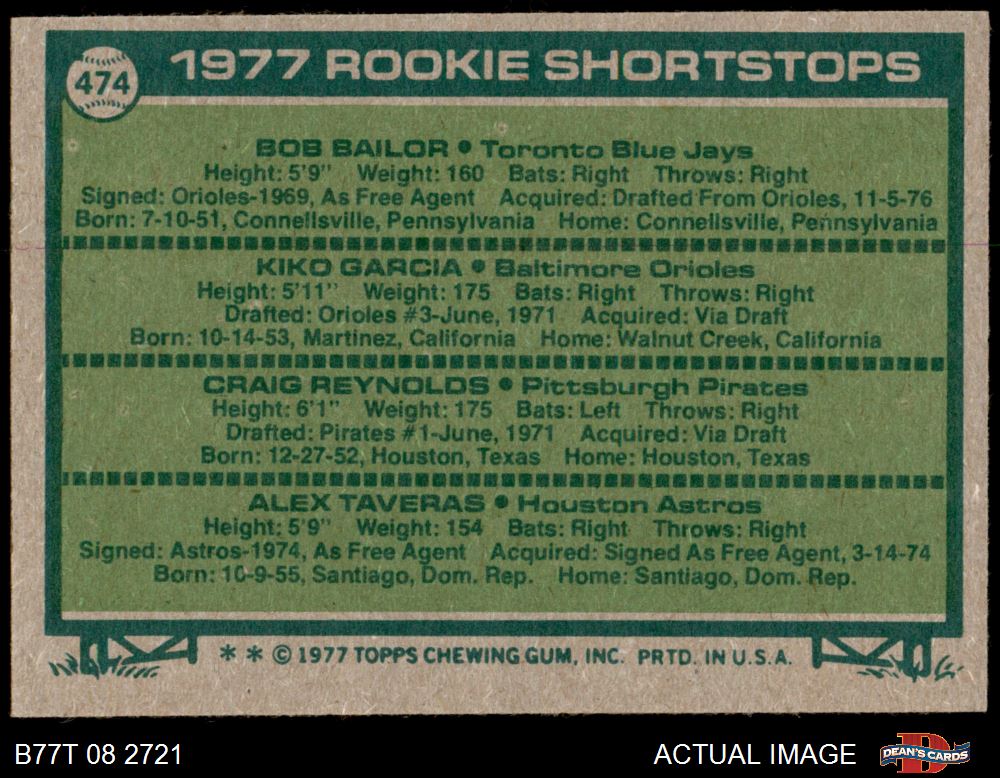 474
1977 ROOKIE SHORTSTOPS
BOB BAILOR • Toronto Blue Jays
Height: 5'9" Weight: 160 Bats: Right Throws: Right
Signed: Orioles-1969, As Free Agent Acquired: Drafted From Orioles, 11-5-76
Born: 7-10-51, Connellsville, Pennsylvania Home: Connellsville, Pennsylvania
KIKO GARCIA • Baltimore Orioles
Height: 5'11" Weight: 175 Bats: Right Throws: Right
Drafted: Orioles #3-June, 1971 Acquired: Via Draft
Born: 10-14-53, Martinez, California Home: Walnut Creek, California
CRAIG REYNOLDS • Pittsburgh Pirates
Height: 6'1" Weight: 175 Bats: Left Throws: Right
Drafted: Pirates #1-June, 1971 Acquired: Via Draft
Born: 12-27-52, Houston, Texas Home: Houston, Texas
ALEX TAVERAS • Houston Astros
Height: 5'9" Weight: 154 Bats: Right Throws: Right
Signed: Astros-1974, As Free Agent Acquired: Signed As Free Agent, 3-14-74
Born: 10-9-55, Santiago, Dom. Rep. Home: Santiago, Dom. Rep.
* * © 1977 TOPPS CHEWING GUM, INC. PRTD. IN U.S.A.
B77T 08 2721
ACTUAL IMAGE
D
DEAN'S CARDS